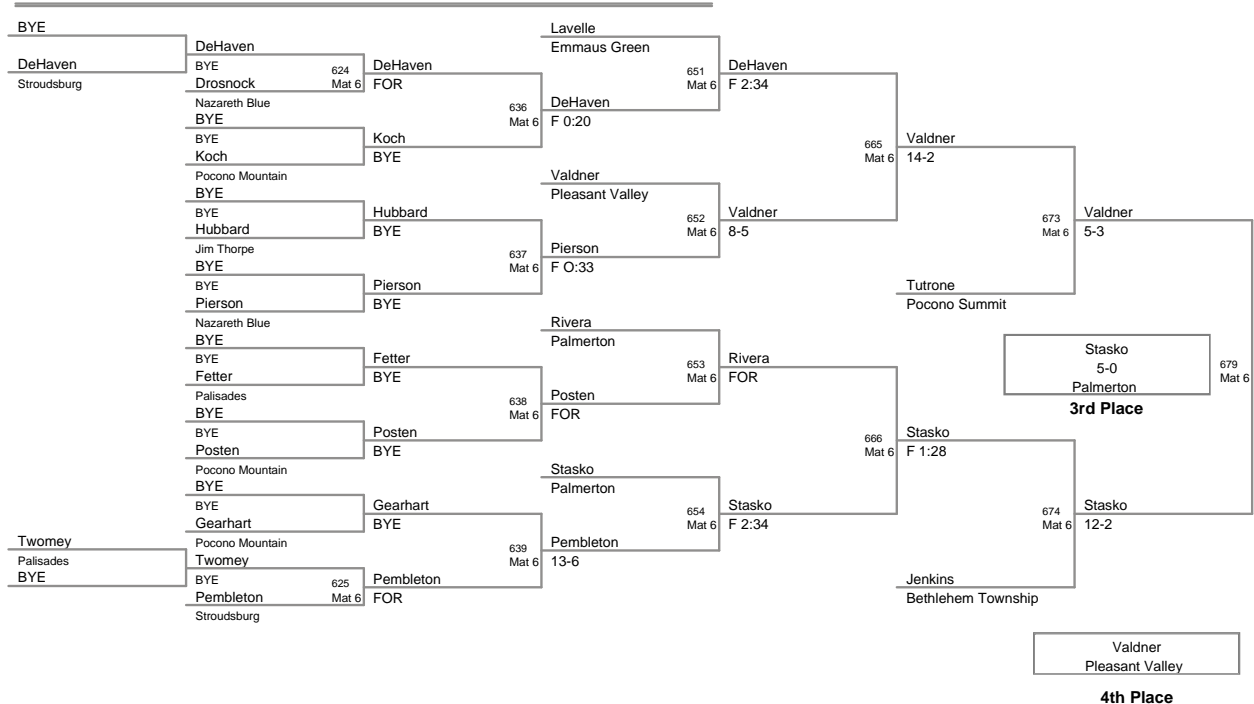 BYE
DeHaven
Stroudsburg
Twomey
Palisades
BYE
DeHaven
BYE
Drosnock
Nazareth Blue
624
Mat 6
BYE
BYE
Koch
Pocono Mountain
BYE
BYE
Hubbard
Jim Thorpe
BYE
BYE
Pierson
Nazareth Blue
BYE
BYE
Fetter
Palisades
BYE
BYE
Posten
Pocono Mountain
BYE
BYE
Gearhart
Pocono Mountain
Twomey
BYE
Pembleton
Stroudsburg
625
Mat 6
DeHaven
FOR
636
Mat 6
Koch
BYE
Hubbard
BYE
637
Mat 6
Pierson
BYE
Fetter
BYE
638
Mat 6
Posten
BYE
Gearhart
BYE
639
Mat 6
Pembleton
FOR
Lavelle
Emmaus Green
651
Mat 6
DeHaven
F 0:20
Valdner
Pleasant Valley
652
Mat 6
Pierson
F O:33
Rivera
Palmerton
653
Mat 6
Posten
FOR
Stasko
Palmerton
654
Mat 6
Pembleton
13-6
DeHaven
F 2:34
665
Mat 6
Valdner
8-5
Rivera
FOR
666
Mat 6
Stasko
F 2:34
Valdner
14-2
673
Mat 6
Tutrone
Pocono Summit
Stasko
F 1:28
674
Mat 6
Jenkins
Bethlehem Township
Valdner
5-3
Stasko
5-0
Palmerton
3rd Place
679
Mat 6
Stasko
12-2
Valdner
Pleasant Valley
4th Place